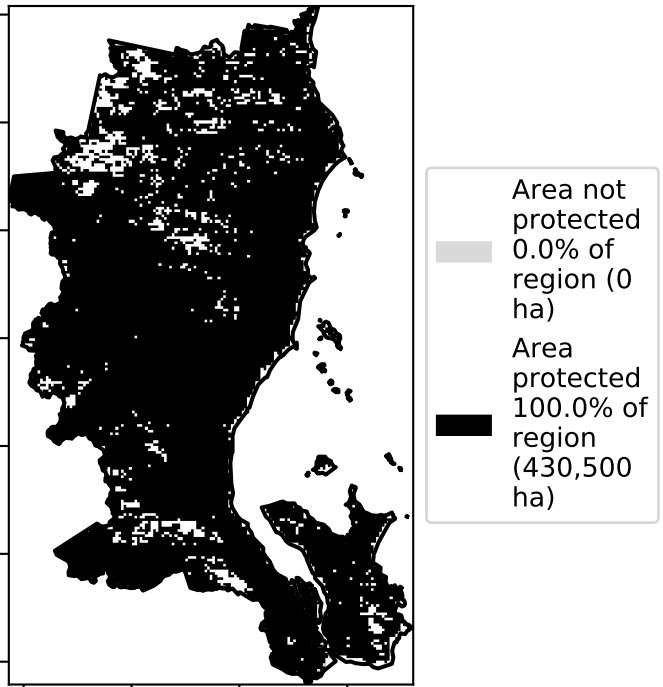 Area not
protected
0.0% of
region (0
ha)
Area
protected
100.0% of
region
(430,500
ha)